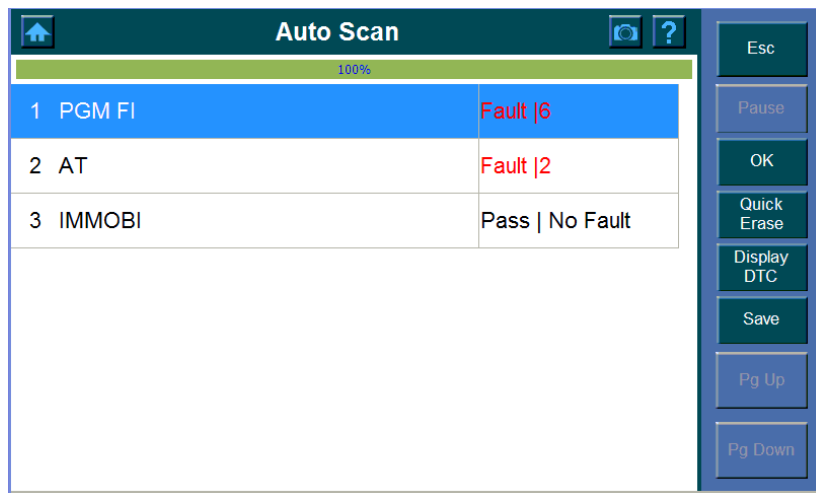 Auto Scan
?
100%
1 PGM FI Fault |6
2 AT Fault |2
3 IMMOBI Pass | No Fault
Esc
Pause
OK
Quick
Erase
Display
DTC
Save
Pg Up
Pg Down